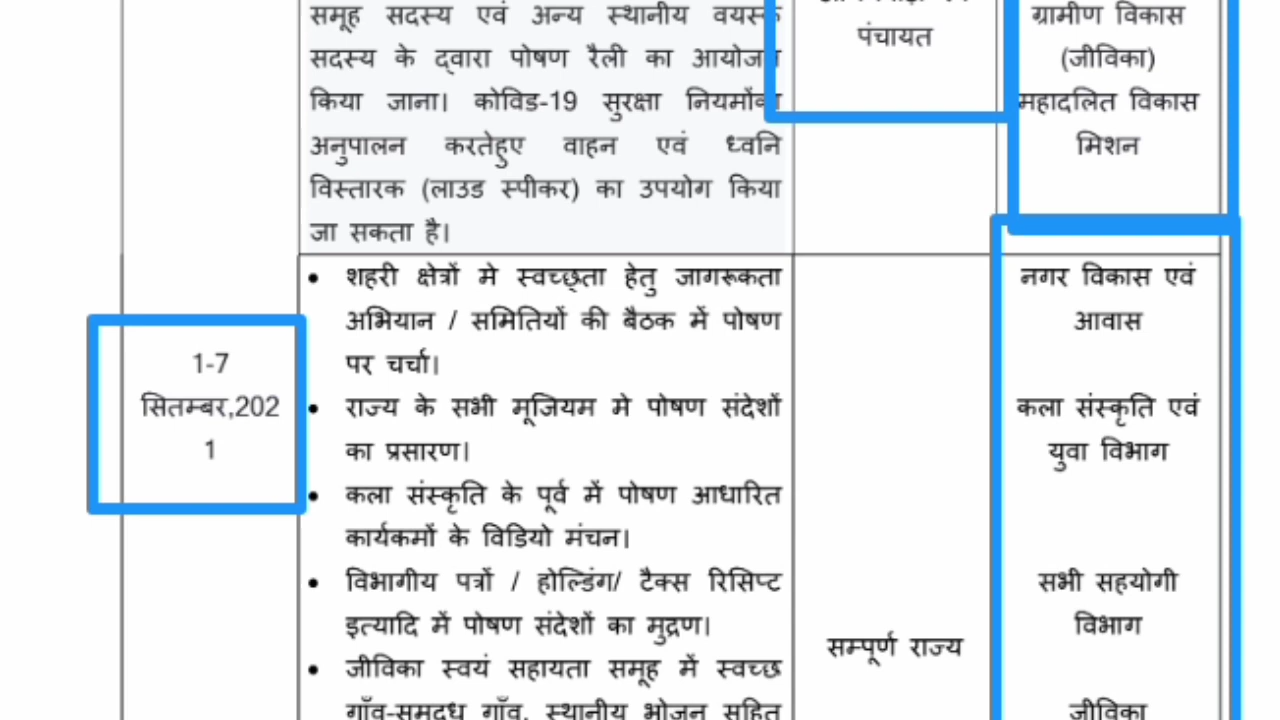 समूह सदस्य एवं अन्य स्थानीय वयस्क
सदस्य के द्वारा पोषण रैली का आयोजन
किया जाना। कोविड-19 सुरक्षा नियमोंका
अनुपालन करतेहुए वाहन एवं ध्वनि
विस्तारक (लाउड स्पीकर) का उपयोग किया
जा सकता है।
पंचायत
ग्रामीण विकास
(जीविका)
महादलित विकास
मिशन
1-7
सितम्बर,202
1
• शहरी क्षेत्रों मे स्वच्छ्ता हेतु जागरूकता
अभियान / समितियों की बैठक में पोषण
पर चर्चा।
• राज्य के सभी मूजियम मे पोषण संदेशों
का प्रसारण।
• कला संस्कृति के पूर्व में पोषण आधारित
कार्यकमों के विडियो मंचन।
• विभागीय पत्रों / होल्डिंग/ टैक्स रिसिप्ट
इत्यादि में पोषण संदेशों का मुद्रण।
• जीविका स्वयं सहायता समूह में स्वच्छ
गाँव-समृद्ध गाँव, स्थानीय भोजन सहित
सम्पूर्ण राज्य
नगर विकास एवं
आवास
कला संस्कृति एवं
युवा विभाग
सभी सहयोगी
विभाग
जीविका